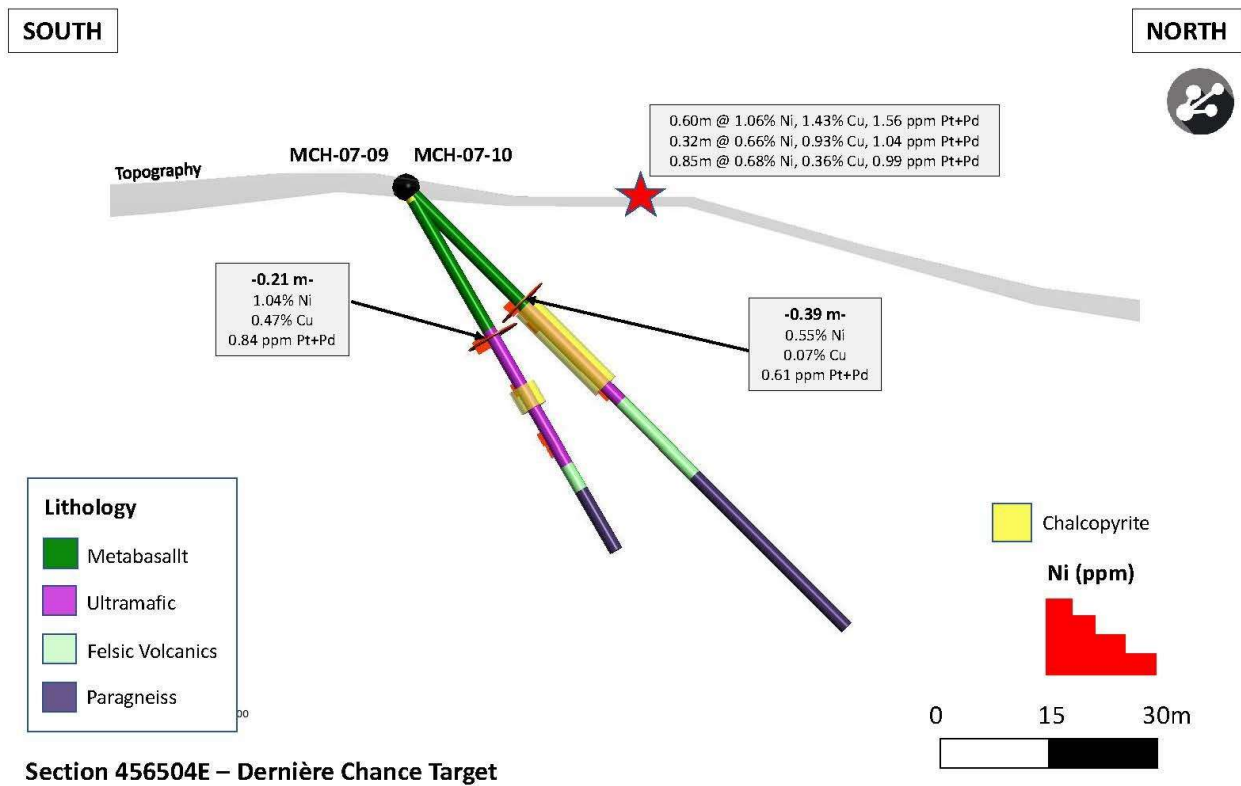 SOUTH
NORTH
0.60m @ 1.06% Ni, 1.43% Cu, 1.56 ppm Pt+Pd
0.32m @ 0.66% Ni, 0.93% Cu, 1.04 ppm Pt+Pd
0.85m @ 0.68% Ni, 0.36% Cu, 0.99 ppm Pt+Pd
MCH-07-09 MCH-07-10
Topography
-0.21 m-
1.04% Ni
0.47% Cu
0.84 ppm Pt+Pd
-0.39 m-
0.55% Ni
0.07% Cu
0.61 ppm Pt+Pd
Lithology
Metabasallt
Ultramafic
Felsic Volcanics
Paragneiss
00
Chalcopyrite
Ni (ppm)
0 15 30m
Section 456504E – Dernière Chance Target